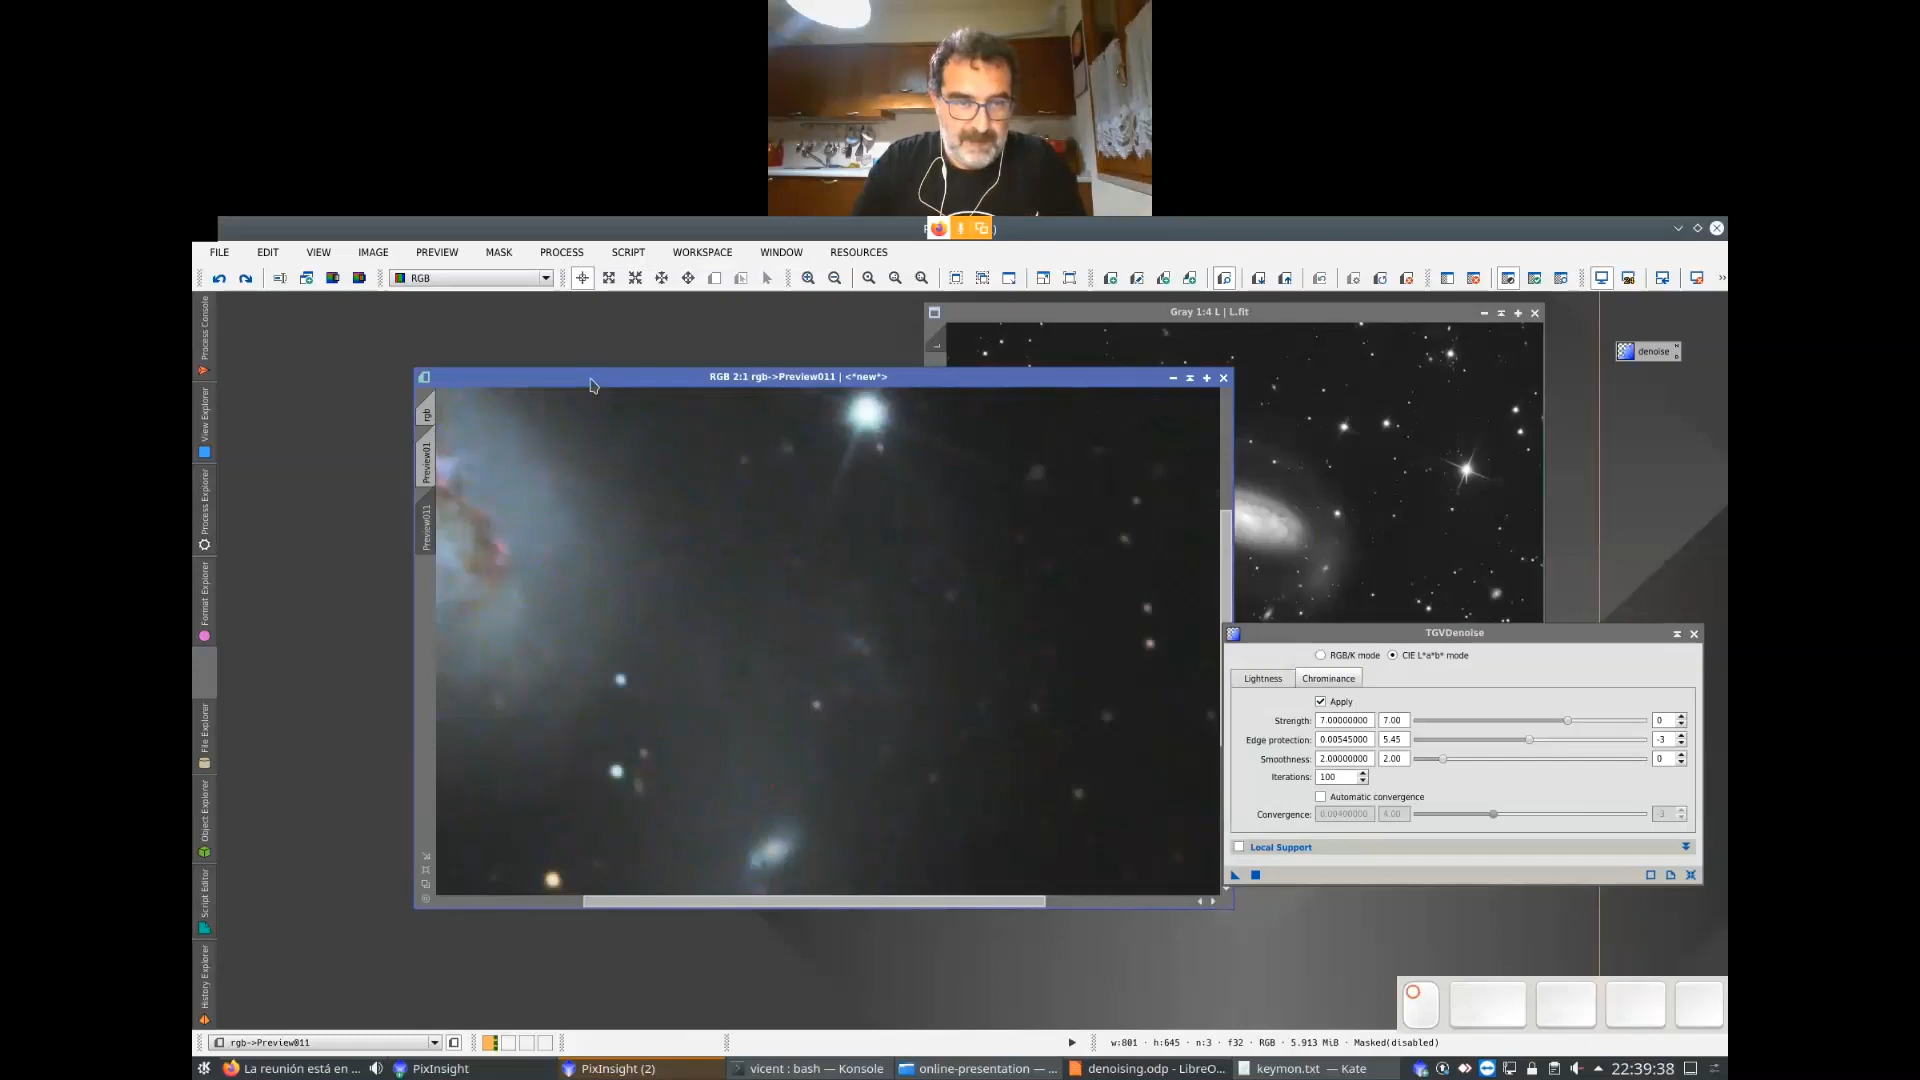 FILE EDIT VIEW IMAGE PREVIEW MASK PROCESS SCRIPT WORKSPACE WINDOW RESOURCES
RGB
Process Console
View Explorer
Process Explorer
Format Explorer
File Explorer
Object Explorer
Script Editor
History Explorer
Gray 1:4 L | L.fit
denoise
RGB 2:1 rgb->Preview011 | <*new*>
rgb
Preview01
Preview011
TGVDenoise
RGB/K mode CIE L*a*b* mode
Lightness Chrominance
Apply
Strength: 7.00000000 7.00 0
Edge protection: 0.00545000 5.45 -3
Smoothness: 2.00000000 2.00 0
Iterations: 100
Automatic convergence
Convergence: 0.00400000 4.00 -3
Local Support
rgb->Preview011
w:801 · h:645 · n:3 · f32 · RGB · 5.913 MiB · Masked(disabled)
La reunión está en ... PixInsight PixInsight (2) vicent : bash — Konsole online-presentation — ... denoising.odp - LibreO... keymon.txt — Kate 22:39:38